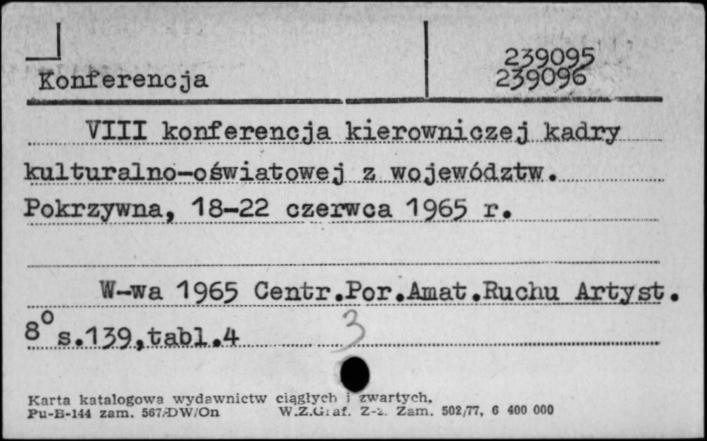 239095
Konferencja 239096
VIII konferencja kierowniczej kadry
kulturalno-oświatowej z województw.
Pokrzywna, 18-22 czerwca 1965 r.
W-wa 1965 Centr.Por.Amat.Ruchu Artyst.
8° s.139,tabl.4 3
Karta katalogowa wydawnictw ciągłych i zwartych.
Pu-B-144 zam. 567/DW/On W.Z.Graf. Z-2. Zam. 502/77, 6 400 000